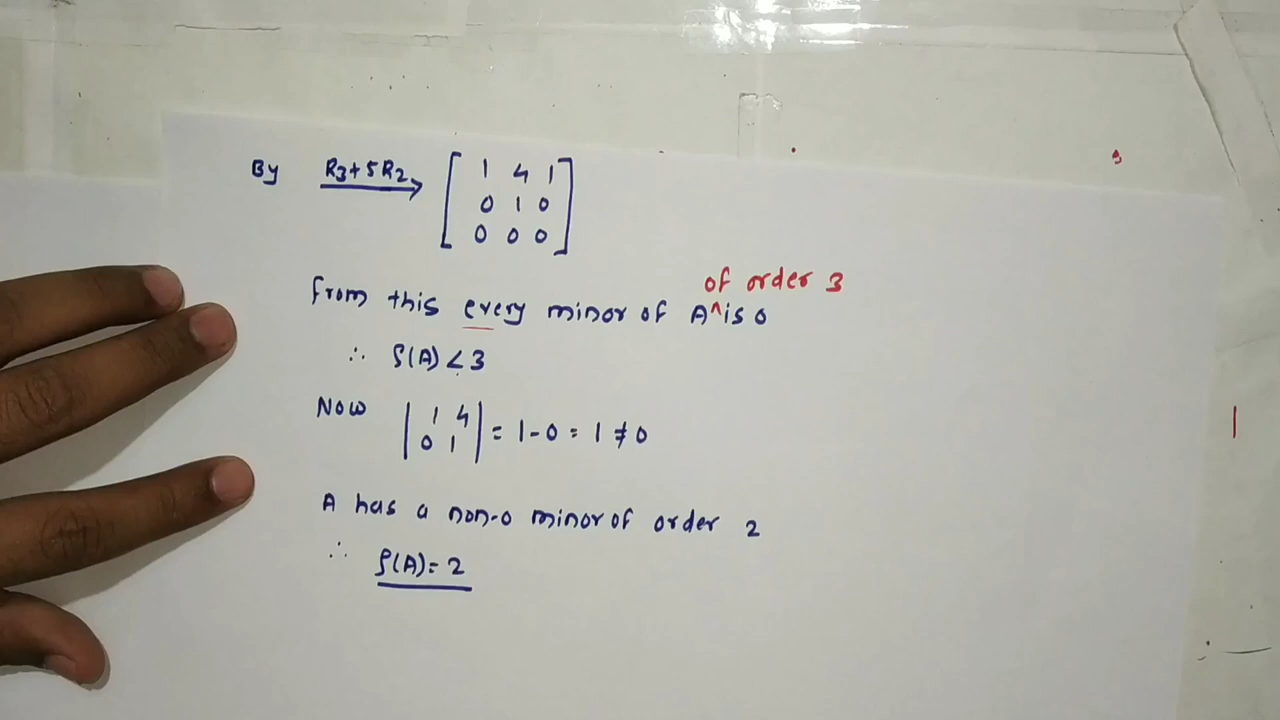 By R3+5R2 → [ 1 4 1
0 1 0
0 0 0 ]
of order 3
From this every minor of A ^ is 0
∴ ρ(A) < 3
Now | 1 4
0 1 | = 1-0 = 1 ≠ 0
A has a non-0 minor of order 2
∴ ρ(A) = 2